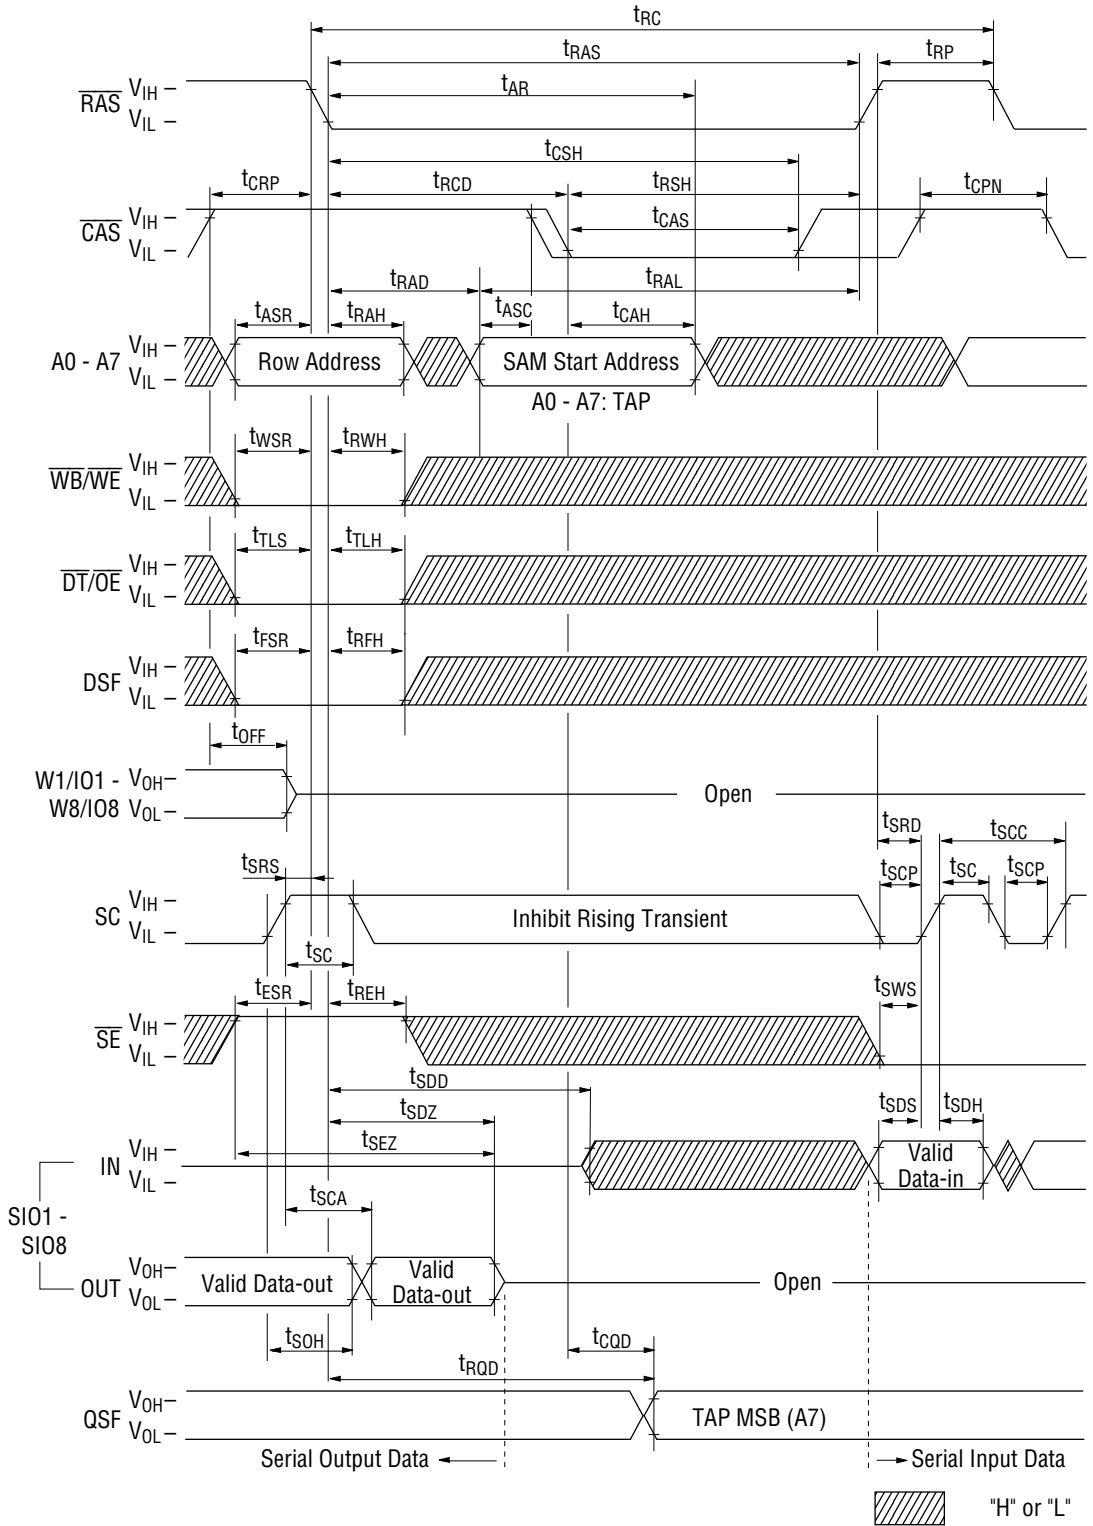 tRC
tRAS
tRP
tAR
RAS VIH
VIL
tCSH
tCRP
tRCD
tRSH
tCPN
tCAS
CAS VIH
VIL
tRAD
tRAL
tASR
tRAH
tASC
tCAH
A0 - A7 VIH
VIL
Row Address
SAM Start Address
A0 - A7: TAP
tWSR
tRWH
WB/WE VIH
VIL
tTLS
tTLH
DT/OE VIH
VIL
tFSR
tRFH
DSF VIH
VIL
tOFF
W1/IO1 - VOH
W8/IO8 VOL
Open
tSRD
tSCC
tSRS
tSCP
tSC
tSCP
SC VIH
VIL
Inhibit Rising Transient
tSC
tESR
tREH
tSWS
SE VIH
VIL
tSDD
tSDZ
tSDS
tSDH
tSEZ
IN VIH
VIL
Valid
Data-in
tSCA
SIO1 -
SIO8
OUT VOH
VOL
Valid Data-out
Valid
Data-out
Open
tSOH
tCQD
tRQD
QSF VOH
VOL
TAP MSB (A7)
Serial Output Data
Serial Input Data
"H" or "L"